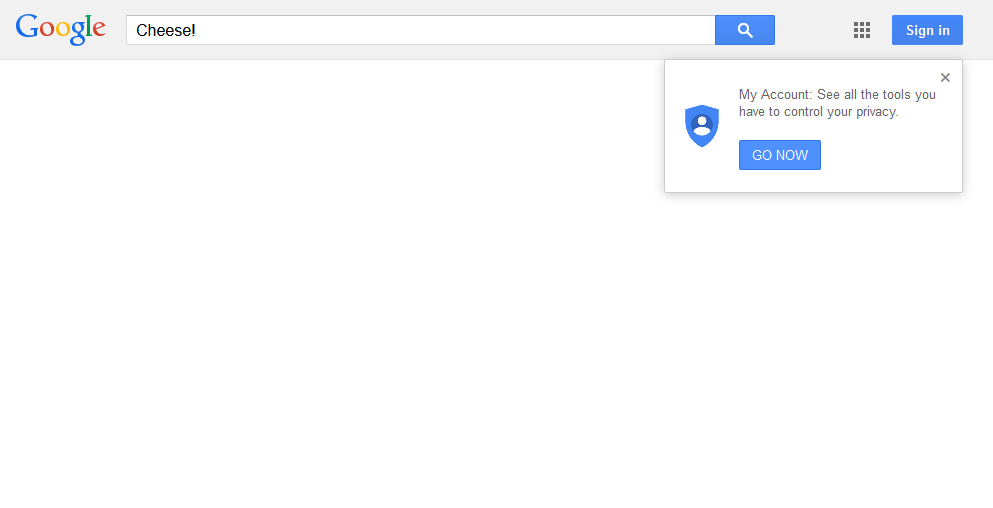 Google
Cheese!
Sign in
My Account: See all the tools you
have to control your privacy.
GO NOW